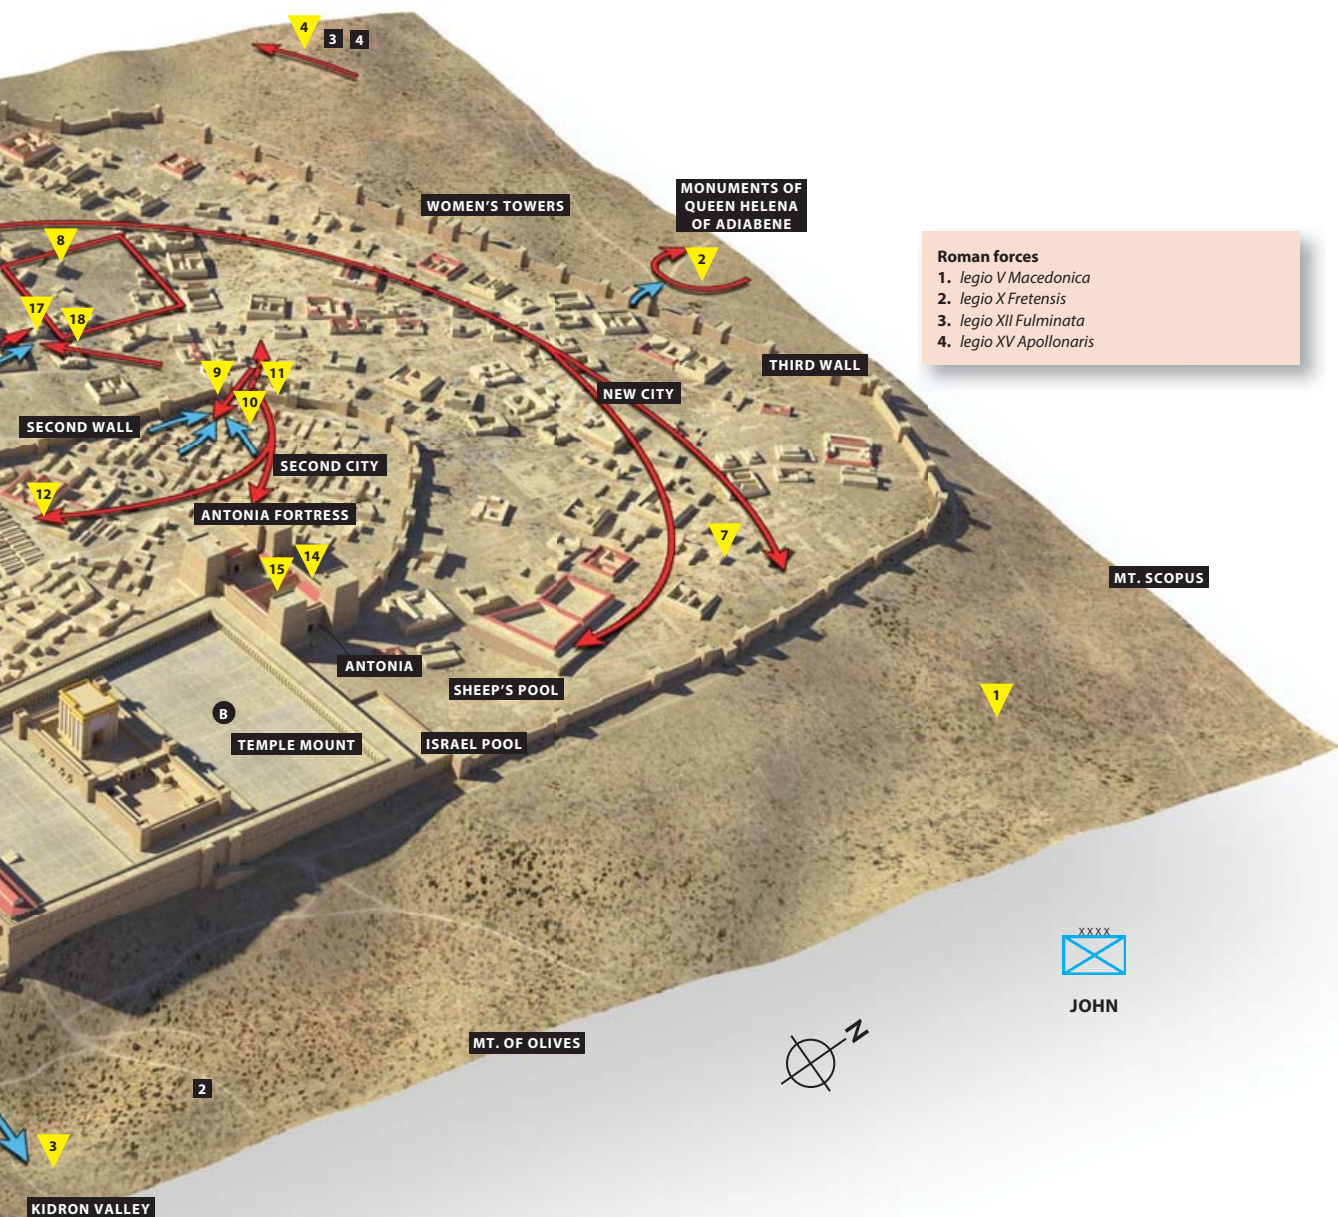 4
3 4
MONUMENTS OF
QUEEN HELENA
OF ADIABENE
WOMEN'S TOWERS
8
2
Roman forces
1. legio V Macedonica
2. legio X Fretensis
3. legio XII Fulminata
4. legio XV Apollonaris
17
18
THIRD WALL
9
11
10
NEW CITY
SECOND WALL
SECOND CITY
12
ANTONIA FORTRESS
7
14
15
MT. SCOPUS
ANTONIA
SHEEP'S POOL
1
B
TEMPLE MOUNT
ISRAEL POOL
XXXX
JOHN
N
MT. OF OLIVES
2
3
KIDRON VALLEY